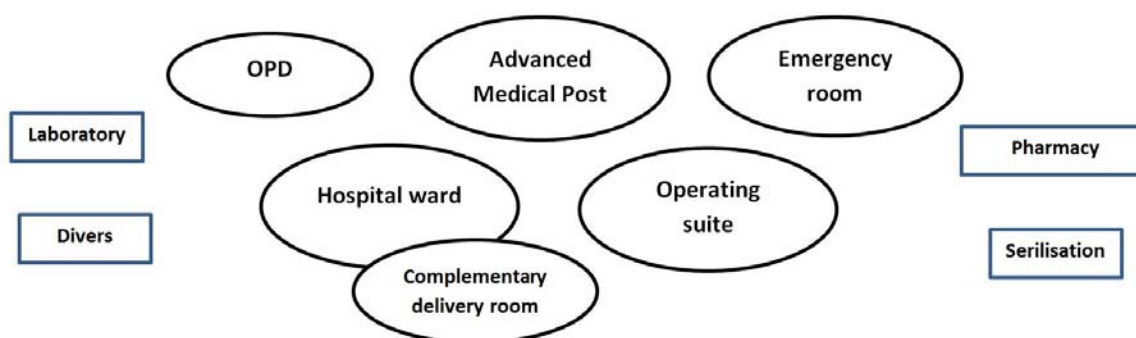 OPD
Advanced
Medical Post
Emergency
room
Laboratory
Pharmacy
Hospital ward
Operating
suite
Divers
Serilisation
Complementary
delivery room